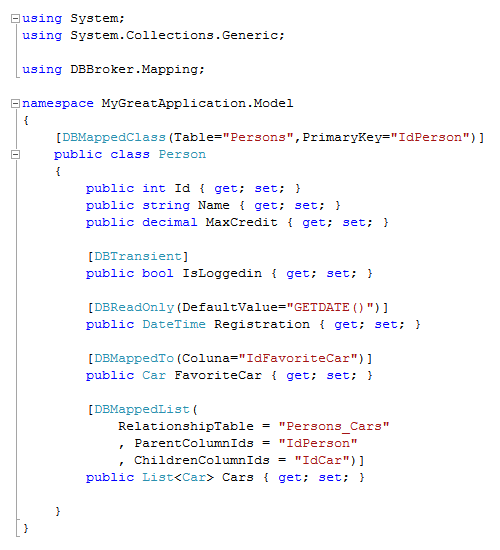 using System;
using System.Collections.Generic;

using DBBroker.Mapping;

namespace MyGreatApplication.Model
{
    [DBMappedClass(Table="Persons",PrimaryKey="IdPerson")]
    public class Person
    {
        public int Id { get; set; }
        public string Name { get; set; }
        public decimal MaxCredit { get; set; }

        [DBTransient]
        public bool IsLoggedin { get; set; }

        [DBReadOnly(DefaultValue="GETDATE()")]
        public DateTime Registration { get; set; }

        [DBMappedTo(Coluna="IdFavoriteCar")]
        public Car FavoriteCar { get; set; }

        [DBMappedList(
            RelationshipTable = "Persons_Cars"
            , ParentColumnIds = "IdPerson"
            , ChildrenColumnIds = "IdCar")]
        public List<Car> Cars { get; set; }

    }
}